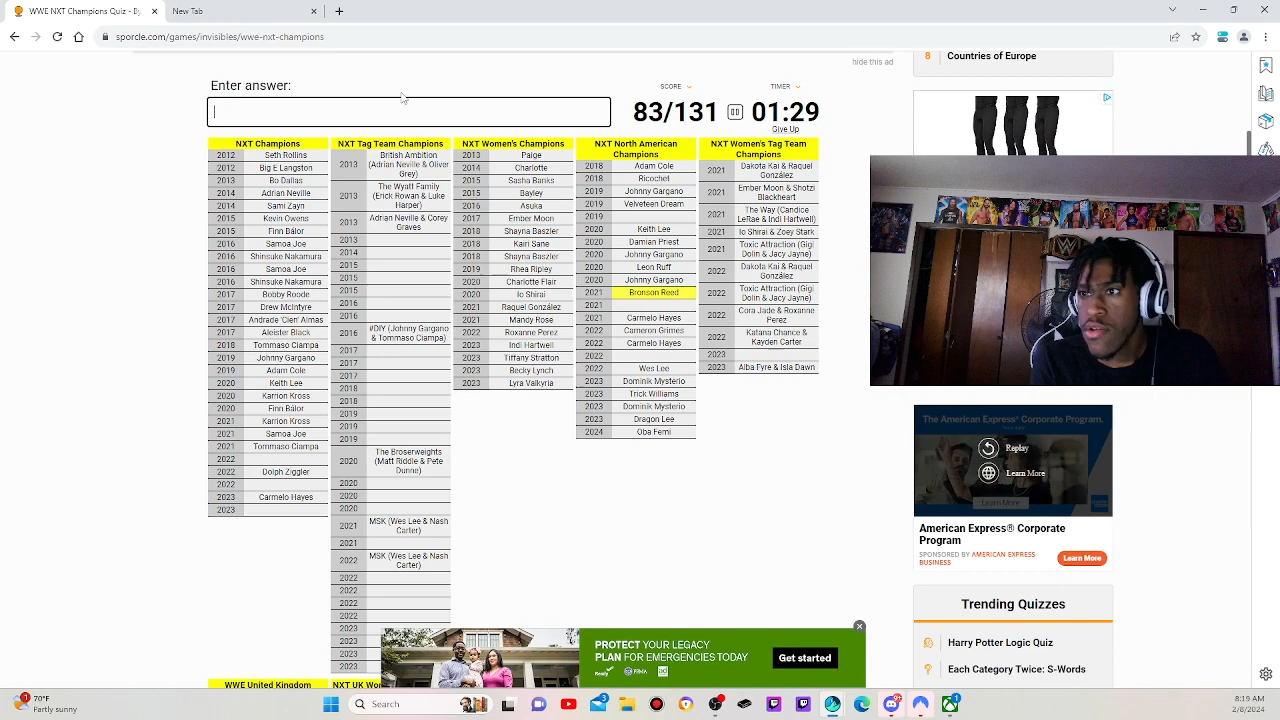 WWE NXT Champions Quiz - By
New Tab
sporcle.com/games/invisibles/wwe-nxt-champions
hide this ad
8 Countries of Europe
Enter answer:
SCORE
83/131
TIMER
01:29
Give Up
NXT Champions
2012 Seth Rollins
2012 Big E Langston
2013 Bo Dallas
2014 Adrian Neville
2014 Sami Zayn
2015 Kevin Owens
2015 Finn Bálor
2016 Samoa Joe
2016 Shinsuke Nakamura
2016 Samoa Joe
2016 Shinsuke Nakamura
2017 Bobby Roode
2017 Drew McIntyre
2017 Andrade 'Cien' Almas
2017 Aleister Black
2018 Tommaso Ciampa
2019 Johnny Gargano
2019 Adam Cole
2020 Keith Lee
2020 Karrion Kross
2020 Finn Bálor
2021 Karrion Kross
2021 Samoa Joe
2021 Tommaso Ciampa
2022
2022 Dolph Ziggler
2022
2023 Carmelo Hayes
2023
NXT Tag Team Champions
2013 British Ambition
(Adrian Neville & Oliver
Grey)
2013 The Wyatt Family
(Erick Rowan & Luke
Harper)
2013 Adrian Neville & Corey
Graves
2013
2014
2015
2015
2015
2016
2016
2016 #DIY (Johnny Gargano
& Tommaso Ciampa)
2017
2017
2017
2018
2018
2019
2019
2019
2020 The Broserweights
(Matt Riddle & Pete
Dunne)
2020
2020
2020
2021 MSK (Wes Lee & Nash
Carter)
2021
2022 MSK (Wes Lee & Nash
Carter)
2022
2022
2022
2022
2023
2023
2023
2023
NXT Women's Champions
2013 Paige
2014 Charlotte
2015 Sasha Banks
2015 Bayley
2016 Asuka
2017 Ember Moon
2018 Shayna Baszler
2018 Kairi Sane
2018 Shayna Baszler
2019 Rhea Ripley
2020 Charlotte Flair
2020 Io Shirai
2021 Raquel González
2021 Mandy Rose
2022 Roxanne Perez
2023 Indi Hartwell
2023 Tiffany Stratton
2023 Becky Lynch
2023 Lyra Valkyria
NXT North American
Champions
2018 Adam Cole
2018 Ricochet
2019 Johnny Gargano
2019 Velveteen Dream
2019
2020 Keith Lee
2020 Damian Priest
2020 Johnny Gargano
2020 Leon Ruff
2020 Johnny Gargano
2021 Bronson Reed
2021
2021 Carmelo Hayes
2022 Cameron Grimes
2022 Carmelo Hayes
2022
2022 Wes Lee
2023 Dominik Mysterio
2023 Trick Williams
2023 Dominik Mysterio
2023 Dragon Lee
2024 Oba Femi
NXT Women's Tag Team
Champions
2021 Dakota Kai & Raquel
González
2021 Ember Moon & Shotzi
Blackheart
2021 The Way (Candice
LeRae & Indi Hartwell)
2021 Io Shirai & Zoey Stark
2021 Toxic Attraction (Gigi
Dolin & Jacy Jayne)
2022 Dakota Kai & Raquel
González
2022 Toxic Attraction (Gigi
Dolin & Jacy Jayne)
2022 Cora Jade & Roxanne
Perez
2022 Katana Chance &
Kayden Carter
2023
2023 Alba Fyre & Isla Dawn
WWE United Kingdom
NXT UK Wo
PROTECT YOUR LEGACY
PLAN FOR EMERGENCIES TODAY
Ready
FEMA
ad
Get started
The American Express® Corporate Program.
Replay
Learn More
Learn More
American Express® Corporate
Program
SPONSORED BY AMERICAN EXPRESS
BUSINESS
Learn More
Trending Quizzes
Harry Potter Logic Quiz
Each Category Twice: S-Words
1
70°F
Partly sunny
Search
3
9+
1
8:19 AM
2/8/2024